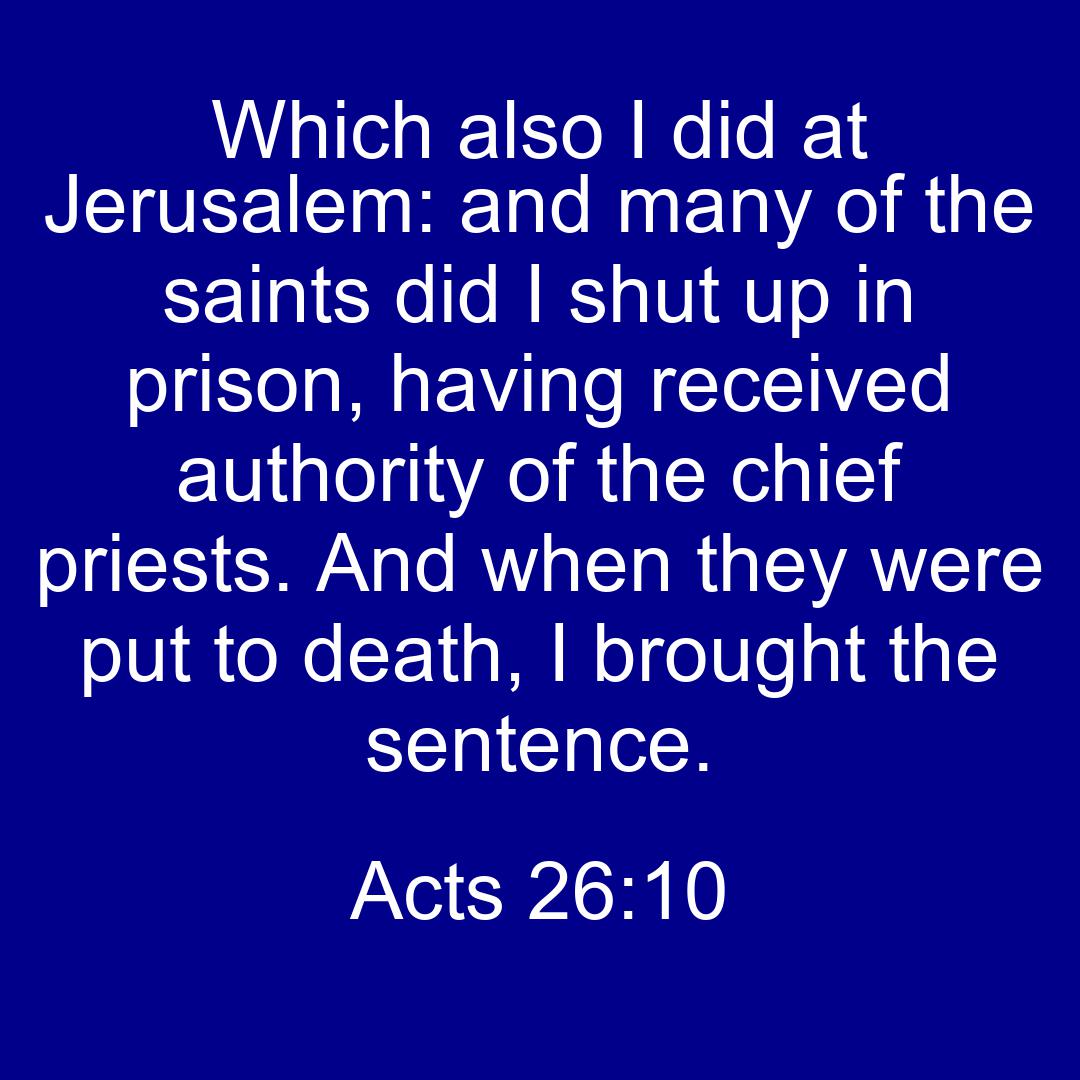 Which also I did at
Jerusalem: and many of the
saints did I shut up in
prison, having received
authority of the chief
priests. And when they were
put to death, I brought the
sentence.
Acts 26:10